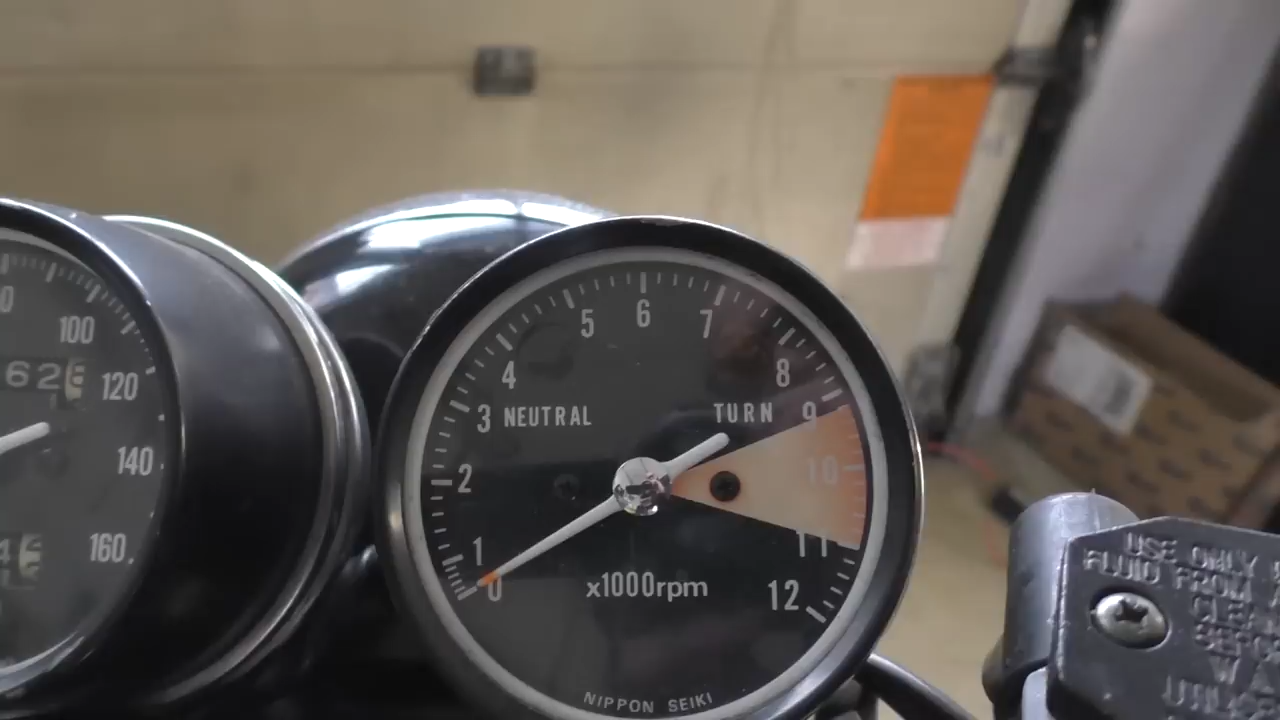 5 6 7
4 8
3 NEUTRAL TURN 9
2 10
1 11
0 x1000rpm 12
NIPPON SEIKI
100
62
120
140
160
USE ONLY
FLUID FROM